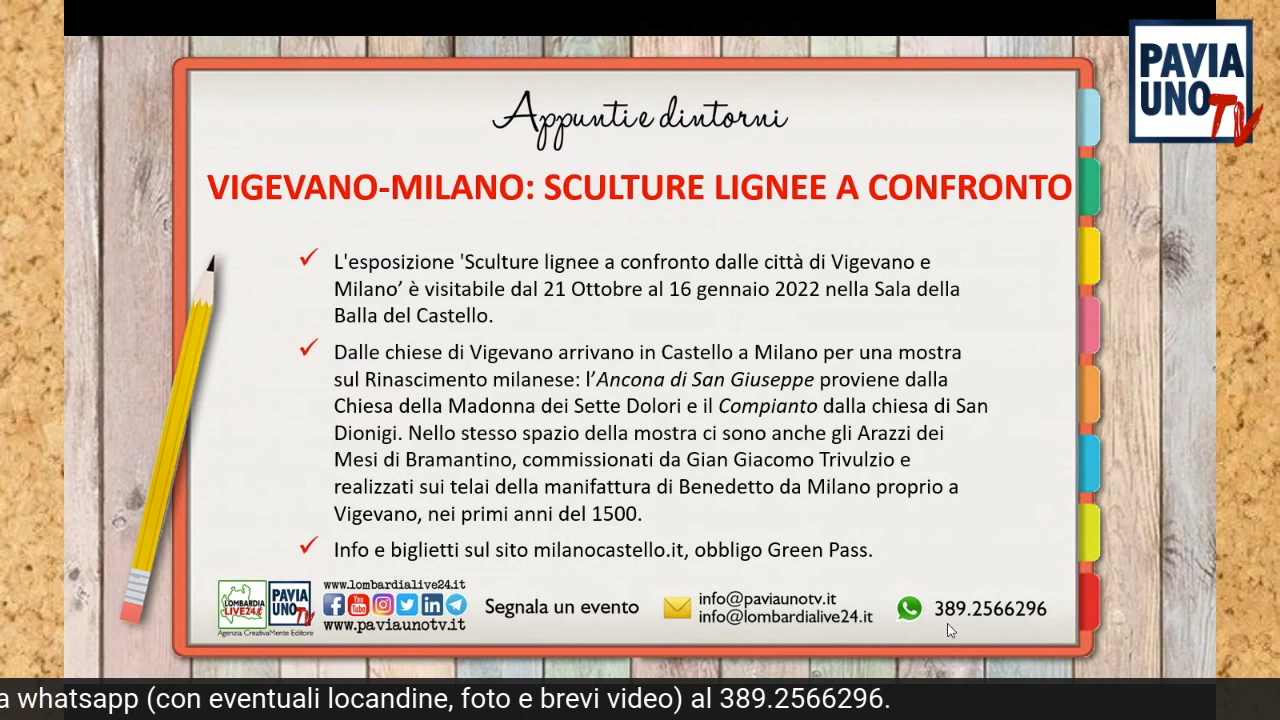 PAVIA
UNO TV
Appunti e dintorni
VIGEVANO-MILANO: SCULTURE LIGNEE A CONFRONTO
✓ L'esposizione 'Sculture lignee a confronto dalle città di Vigevano e
Milano’ è visitabile dal 21 Ottobre al 16 gennaio 2022 nella Sala della
Balla del Castello.
✓ Dalle chiese di Vigevano arrivano in Castello a Milano per una mostra
sul Rinascimento milanese: l’Ancona di San Giuseppe proviene dalla
Chiesa della Madonna dei Sette Dolori e il Compianto dalla chiesa di San
Dionigi. Nello stesso spazio della mostra ci sono anche gli Arazzi dei
Mesi di Bramantino, commissionati da Gian Giacomo Trivulzio e
realizzati sui telai della manifattura di Benedetto da Milano proprio a
Vigevano, nei primi anni del 1500.
✓ Info e biglietti sul sito milanocastello.it, obbligo Green Pass.
LOMBARDIA
LIVE24.it
PAVIA
UNO TV
Agenzia CreativaMente Editore
www.lombardialive24.it
You
Tube
www.paviaunotv.it
Segnala un evento
info@paviaunotv.it
info@lombardialive24.it
389.2566296
a whatsapp (con eventuali locandine, foto e brevi video) al 389.2566296.